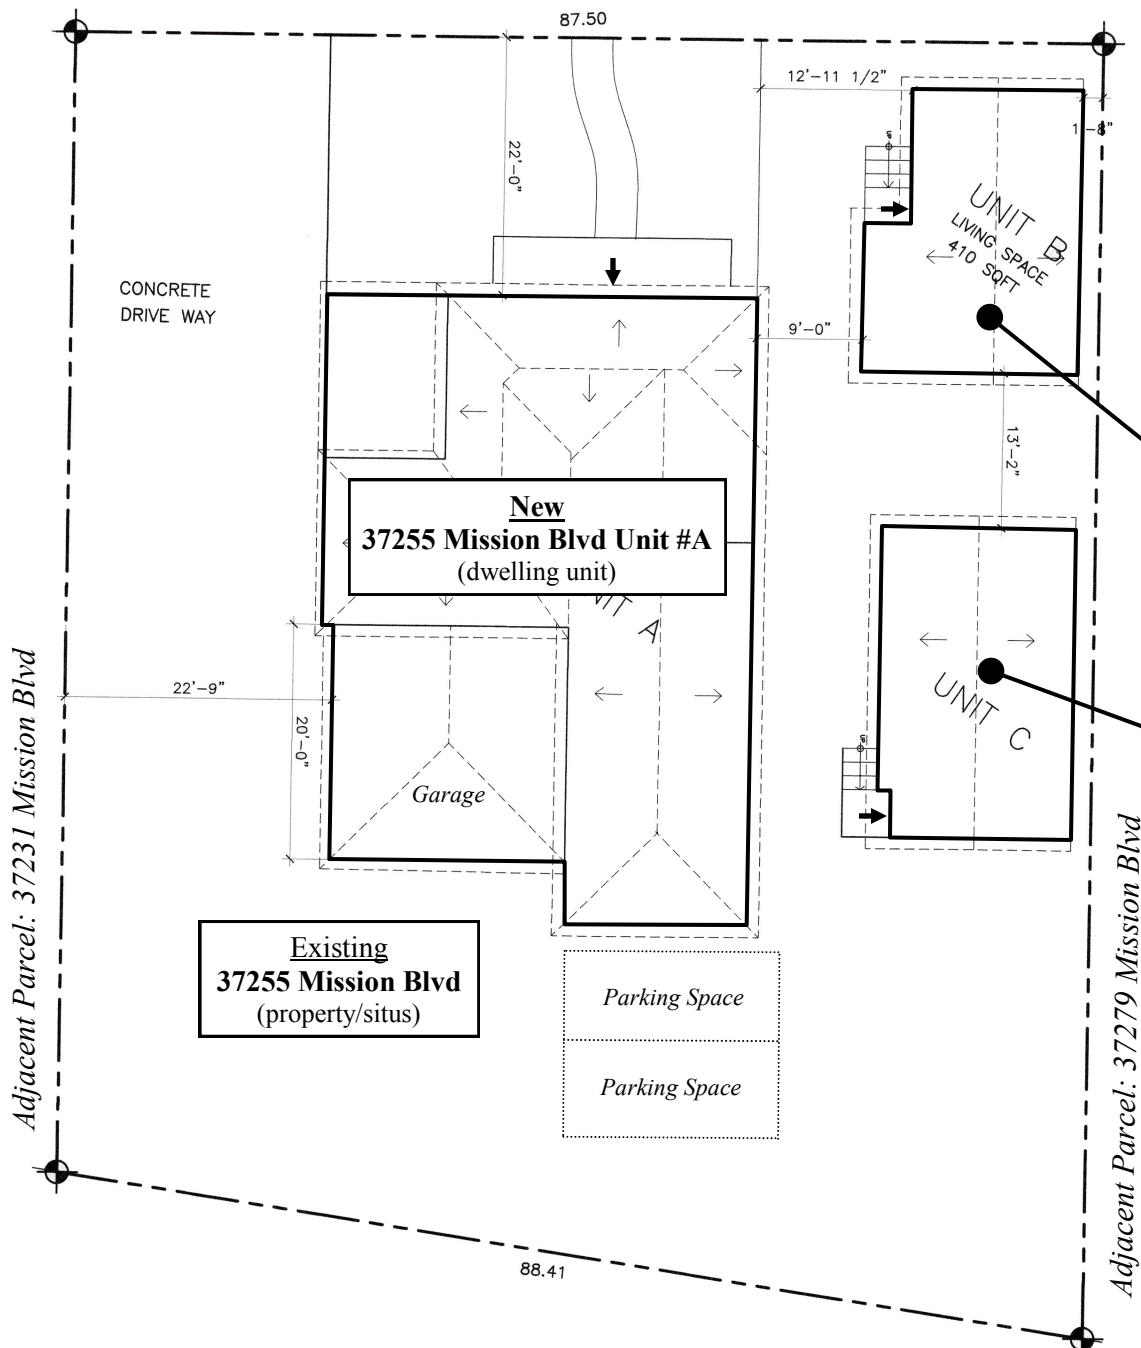 87.50
12'-11 1/2"
1'-8"
22'-0"
UP
UNIT B
LIVING SPACE
410 SQFT
CONCRETE
DRIVE WAY
9'-0"
13'-2"
New
37255 Mission Blvd Unit #A
(dwelling unit)
A
22'-9"
20'-0"
Garage
UNIT C
UP
Existing
37255 Mission Blvd
(property/situs)
Parking Space
Parking Space
Adjacent Parcel: 37231 Mission Blvd
Adjacent Parcel: 37279 Mission Blvd
88.41